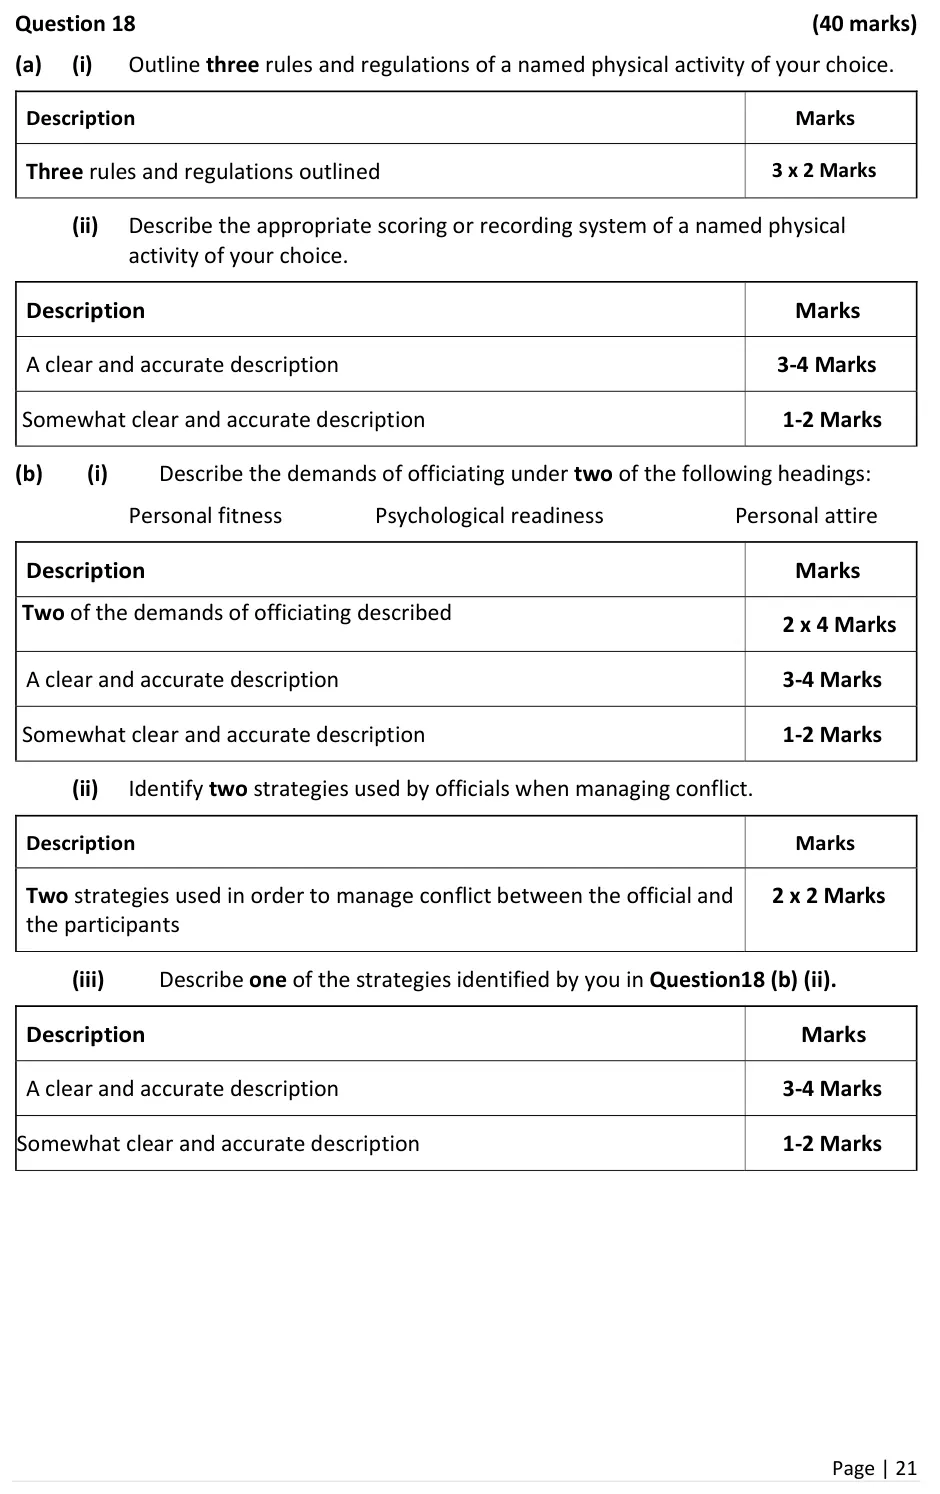 Question 18 (40 marks)
(a) (i) Outline three rules and regulations of a named physical activity of your choice.
Description Marks
Three rules and regulations outlined 3 x 2 Marks
(ii) Describe the appropriate scoring or recording system of a named physical
activity of your choice.
Description Marks
A clear and accurate description 3-4 Marks
Somewhat clear and accurate description 1-2 Marks
(b) (i) Describe the demands of officiating under two of the following headings:
Personal fitness Psychological readiness Personal attire
Description Marks
Two of the demands of officiating described 2 x 4 Marks
A clear and accurate description 3-4 Marks
Somewhat clear and accurate description 1-2 Marks
(ii) Identify two strategies used by officials when managing conflict.
Description Marks
Two strategies used in order to manage conflict between the official and 2 x 2 Marks
the participants
(iii) Describe one of the strategies identified by you in Question18 (b) (ii).
Description Marks
A clear and accurate description 3-4 Marks
Somewhat clear and accurate description 1-2 Marks
Page | 21